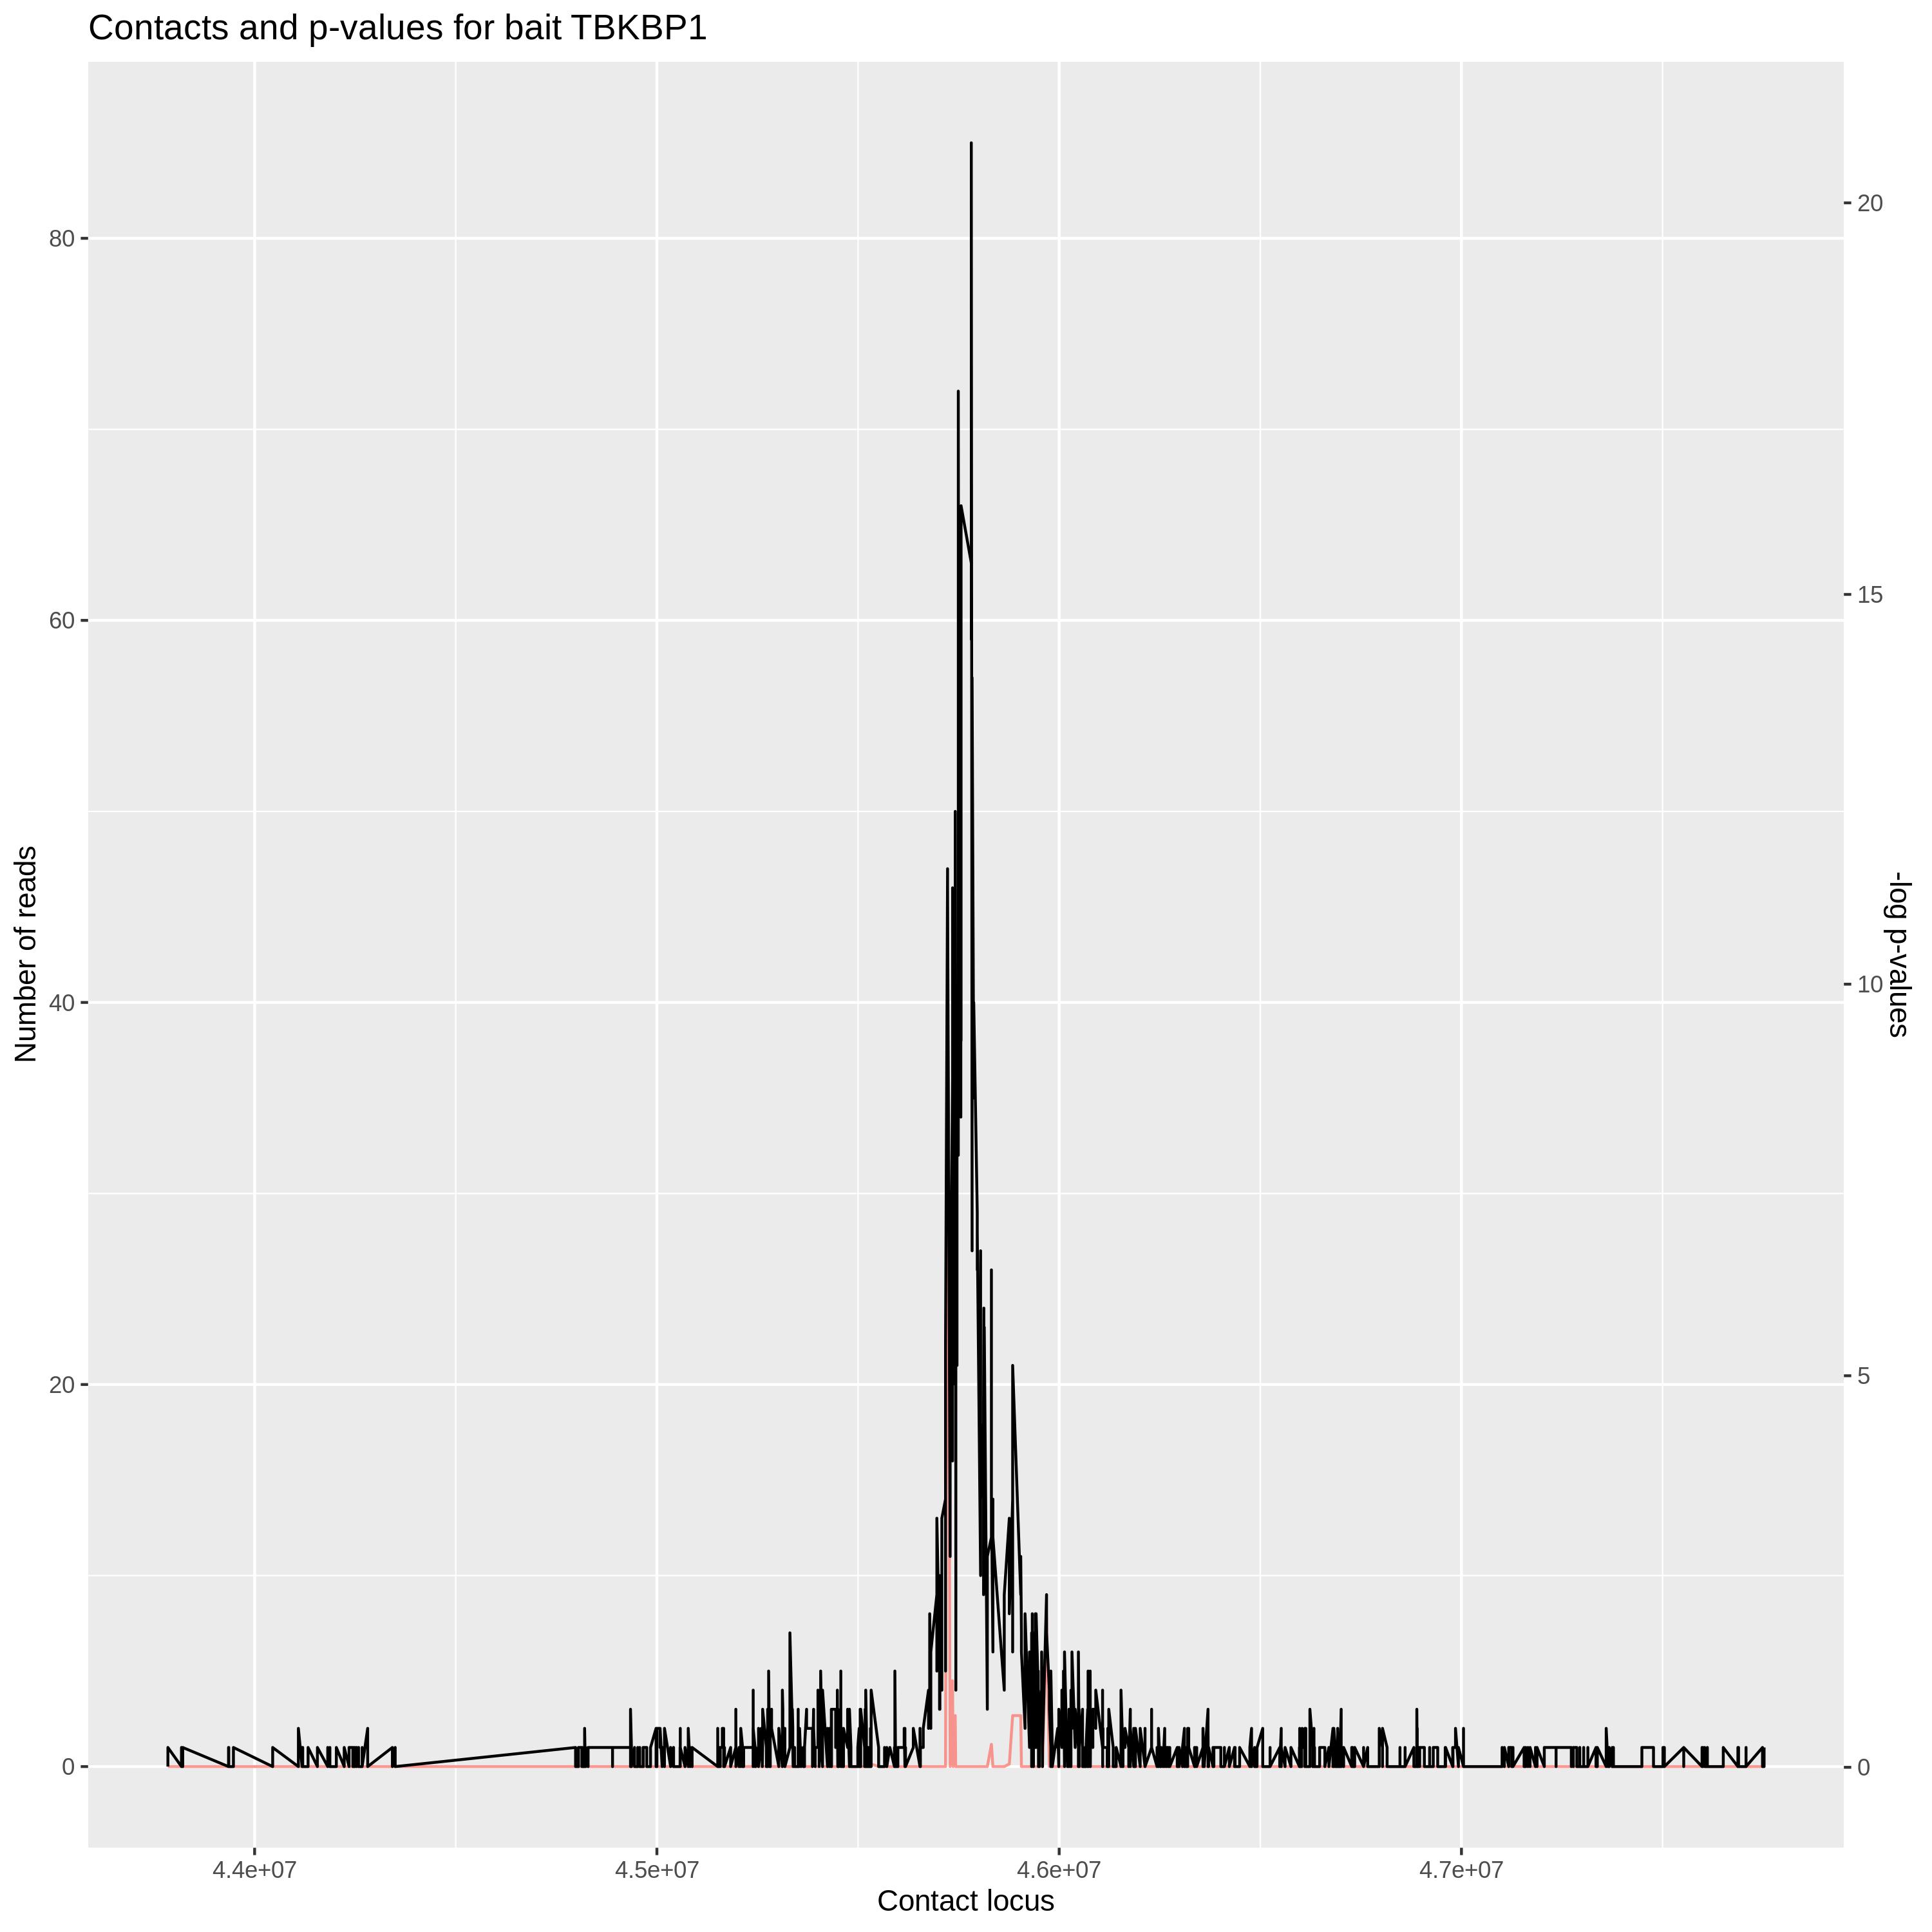 Contacts and p-values for bait TBKBP1
80
60
40
20
0
Number of reads
20
15
10
5
0
-log p-values
4.4e+07
4.5e+07
4.6e+07
4.7e+07
Contact locus